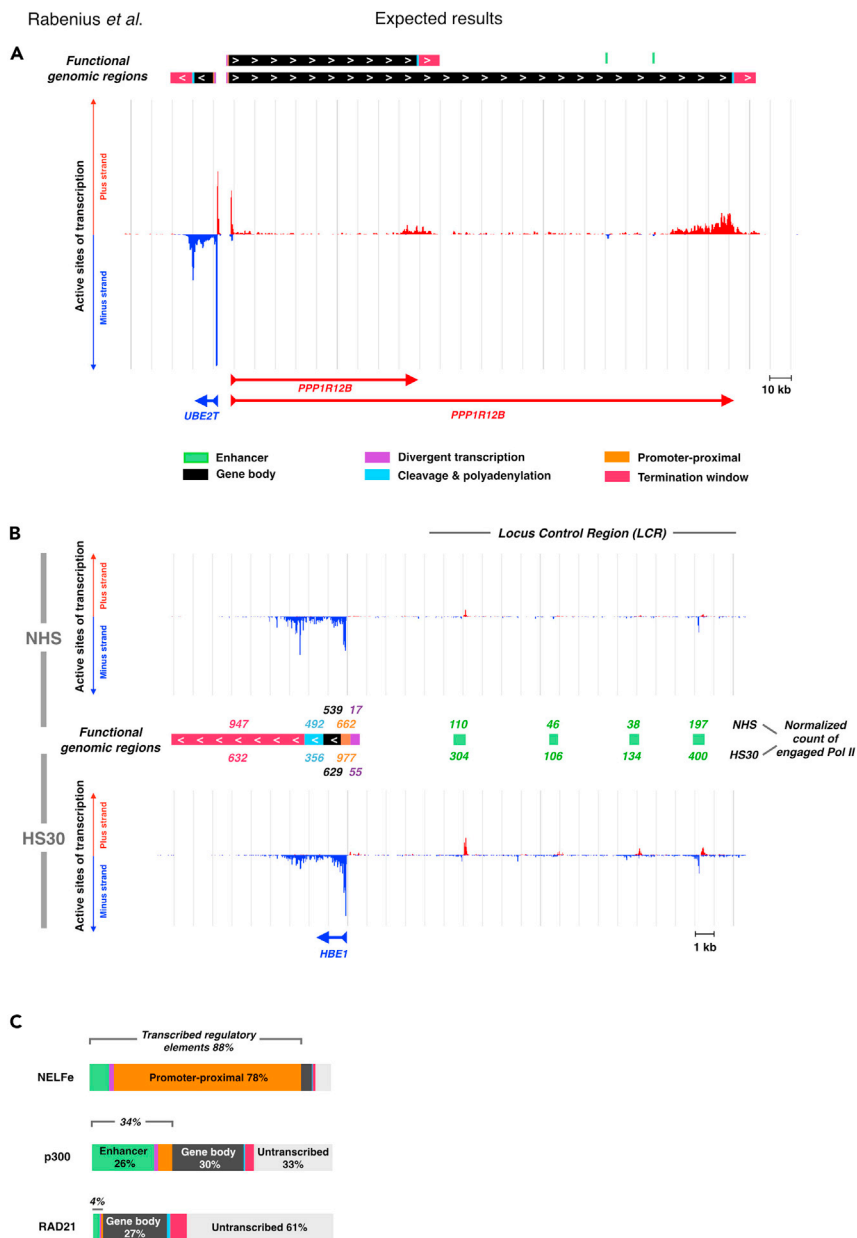 Rabenius et al.
Expected results
A
Functional
genomic regions
> > > > > > > > > > >
< < > > > > > > > > > > > > > > > > > > > > > > > >
Active sites of transcription
Plus strand
Minus strand
PPP1R12B
UBE2T
PPP1R12B
10 kb
Enhancer
Divergent transcription
Promoter-proximal
Gene body
Cleavage & polyadenylation
Termination window
B
Locus Control Region (LCR)
NHS
Active sites of transcription
Plus strand
Minus strand
539 17
947 492 662 110 46 38 197 NHS
Functional
genomic regions
< < < < < < < <
Normalized
count of
engaged Pol II
632 356 977 304 106 134 400 HS30
629 55
HS30
Active sites of transcription
Plus strand
Minus strand
HBE1
1 kb
C
Transcribed regulatory
elements 88%
NELFe
Promoter-proximal 78%
34%
p300
Enhancer
26%
Gene body
30%
Untranscribed
33%
4%
RAD21
Gene body
27%
Untranscribed 61%